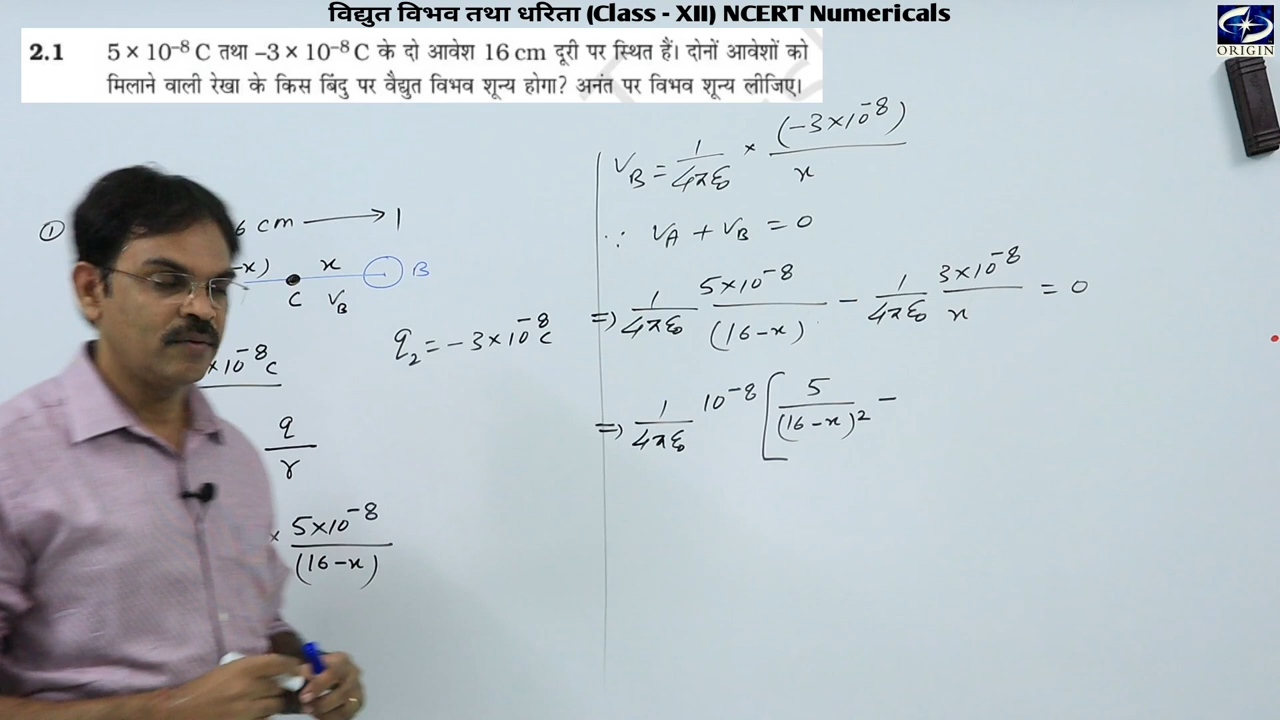 विद्युत विभव तथा धरिता (Class - XII) NCERT Numericals
ORIGIN
2.1 5 × 10⁻⁸ C तथा –3 × 10⁻⁸ C के दो आवेश 16 cm दूरी पर स्थित हैं। दोनों आवेशों को
मिलाने वाली रेखा के किस बिंदु पर वैद्युत विभव शून्य होगा? अनंत पर विभव शून्य लीजिए।
① 6 cm ⟶ |
-x) x B
C V_B
×10⁻⁸ C
q₂ = -3×10⁻⁸ C
q/r
× 5×10⁻⁸/(16-x)
V_B = 1/4πε₀ × (-3×10⁻⁸)/x
∵ V_A + V_B = 0
⇒ 1/4πε₀ 5×10⁻⁸/(16-x) - 1/4πε₀ 3×10⁻⁸/x = 0
⇒ 1/4πε₀ 10⁻⁸ [ 5/(16-x)² -